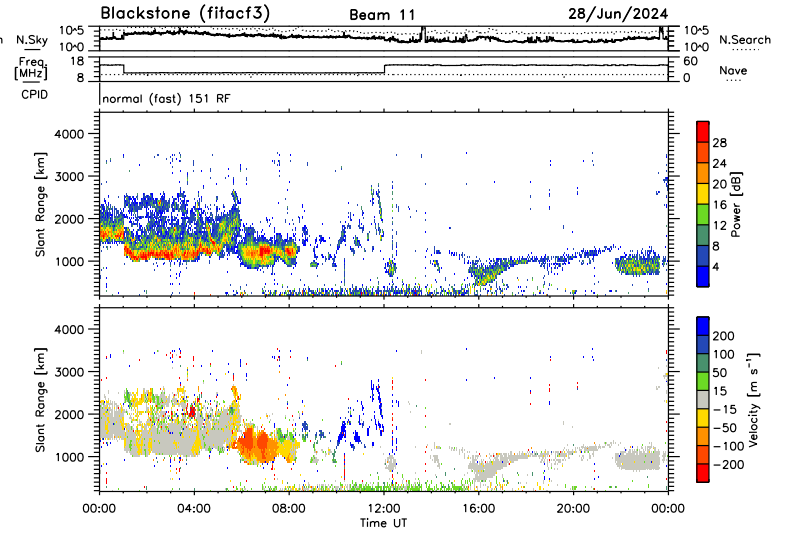 Blackstone (fitacf3) Beam 11 28/Jun/2024
N.Sky 10^5 10^0 10^5 10^0 N.Search
Freq. [MHz] 18 8 60 0 Nave
CPID normal (fast) 151 RF
Slant Range [km] 4000 3000 2000 1000
28 24 20 16 12 8 4 Power [dB]
Slant Range [km] 4000 3000 2000 1000
200 100 50 15 -15 -50 -100 -200 Velocity [m s⁻¹]
00:00 04:00 08:00 12:00 16:00 20:00 00:00
Time UT